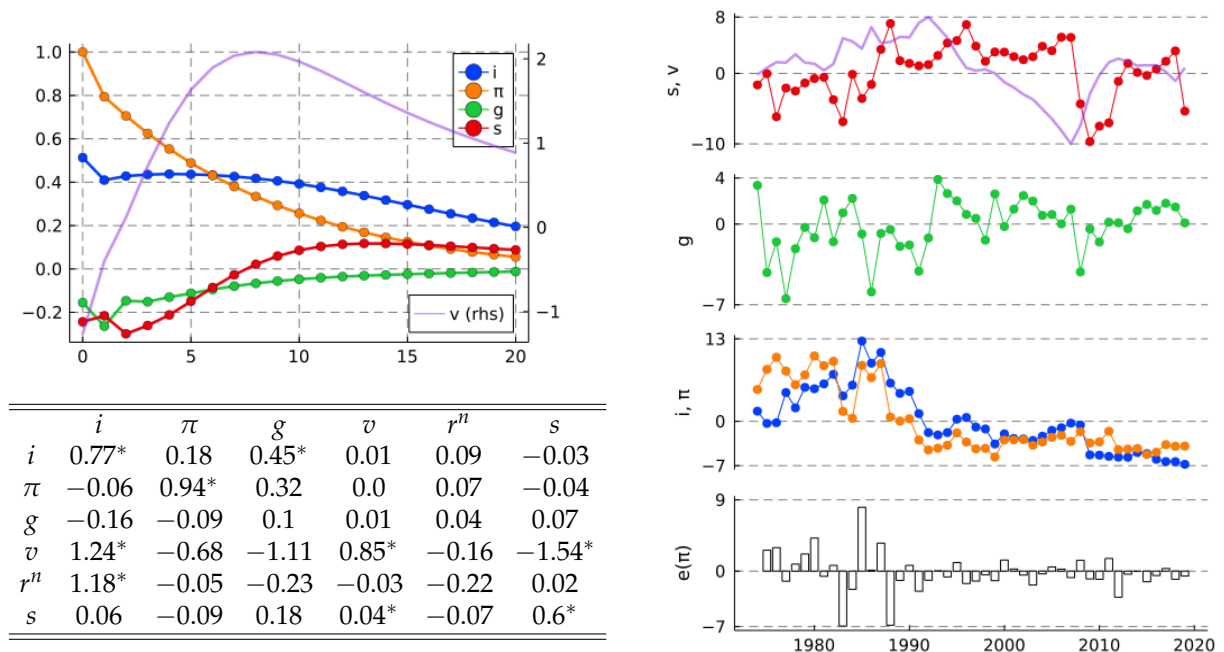 1.0
0.8
0.6
0.4
0.2
0.0
−0.2
2
1
0
−1
i
π
g
s
v (rhs)
0 5 10 15 20
i π g v rⁿ s
i 0.77* 0.18 0.45* 0.01 0.09 −0.03
π −0.06 0.94* 0.32 0.0 0.07 −0.04
g −0.16 −0.09 0.1 0.01 0.04 0.07
v 1.24* −0.68 −1.11 0.85* −0.16 −1.54*
rⁿ 1.18* −0.05 −0.23 −0.03 −0.22 0.02
s 0.06 −0.09 0.18 0.04* −0.07 0.6*
s, v
8
0
−10
g
4
0
−7
i, π
13
0
−7
e(π)
9
0
−7
1980 1990 2000 2010 2020